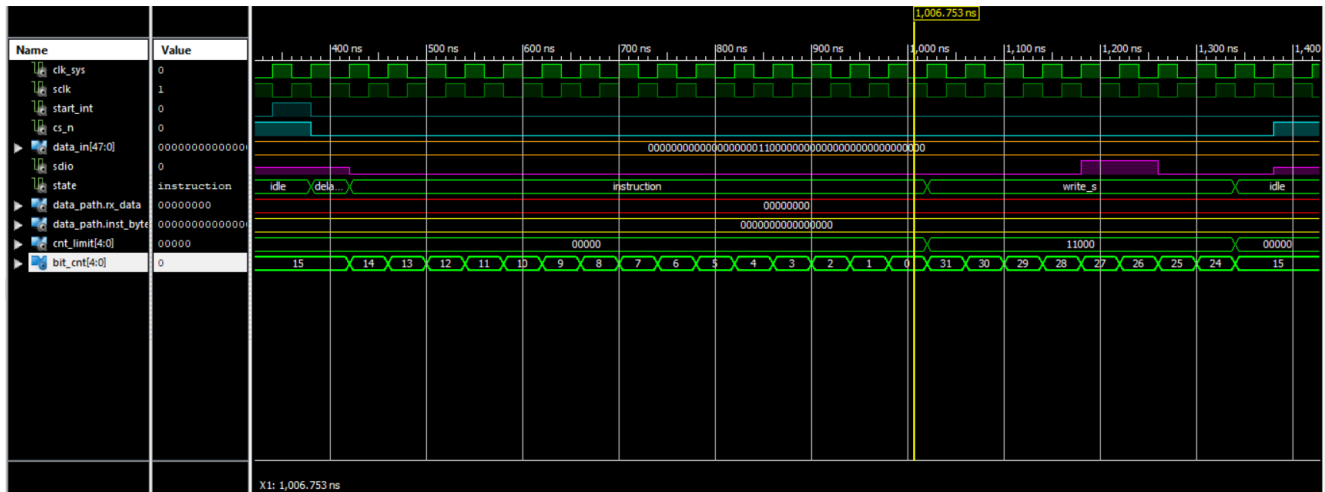 1,006.753 ns
Name Value 400 ns 500 ns 600 ns 700 ns 800 ns 900 ns 1,000 ns 1,100 ns 1,200 ns 1,300 ns 1,400
clk_sys 0
sclk 1
start_int 0
cs_n 0
data_in[47:0] 00000000000000 000000000000000000011000000000000000000000000000
sdio 0
state instruction idle dela... instruction write_s idle
data_path.rx_data 00000000 00000000
data_path.inst_byte 00000000000000 0000000000000000
cnt_limit[4:0] 00000 00000 11000 00000
bit_cnt[4:0] 0 15 14 13 12 11 10 9 8 7 6 5 4 3 2 1 0 31 30 29 28 27 26 25 24 15
X1: 1,006.753 ns